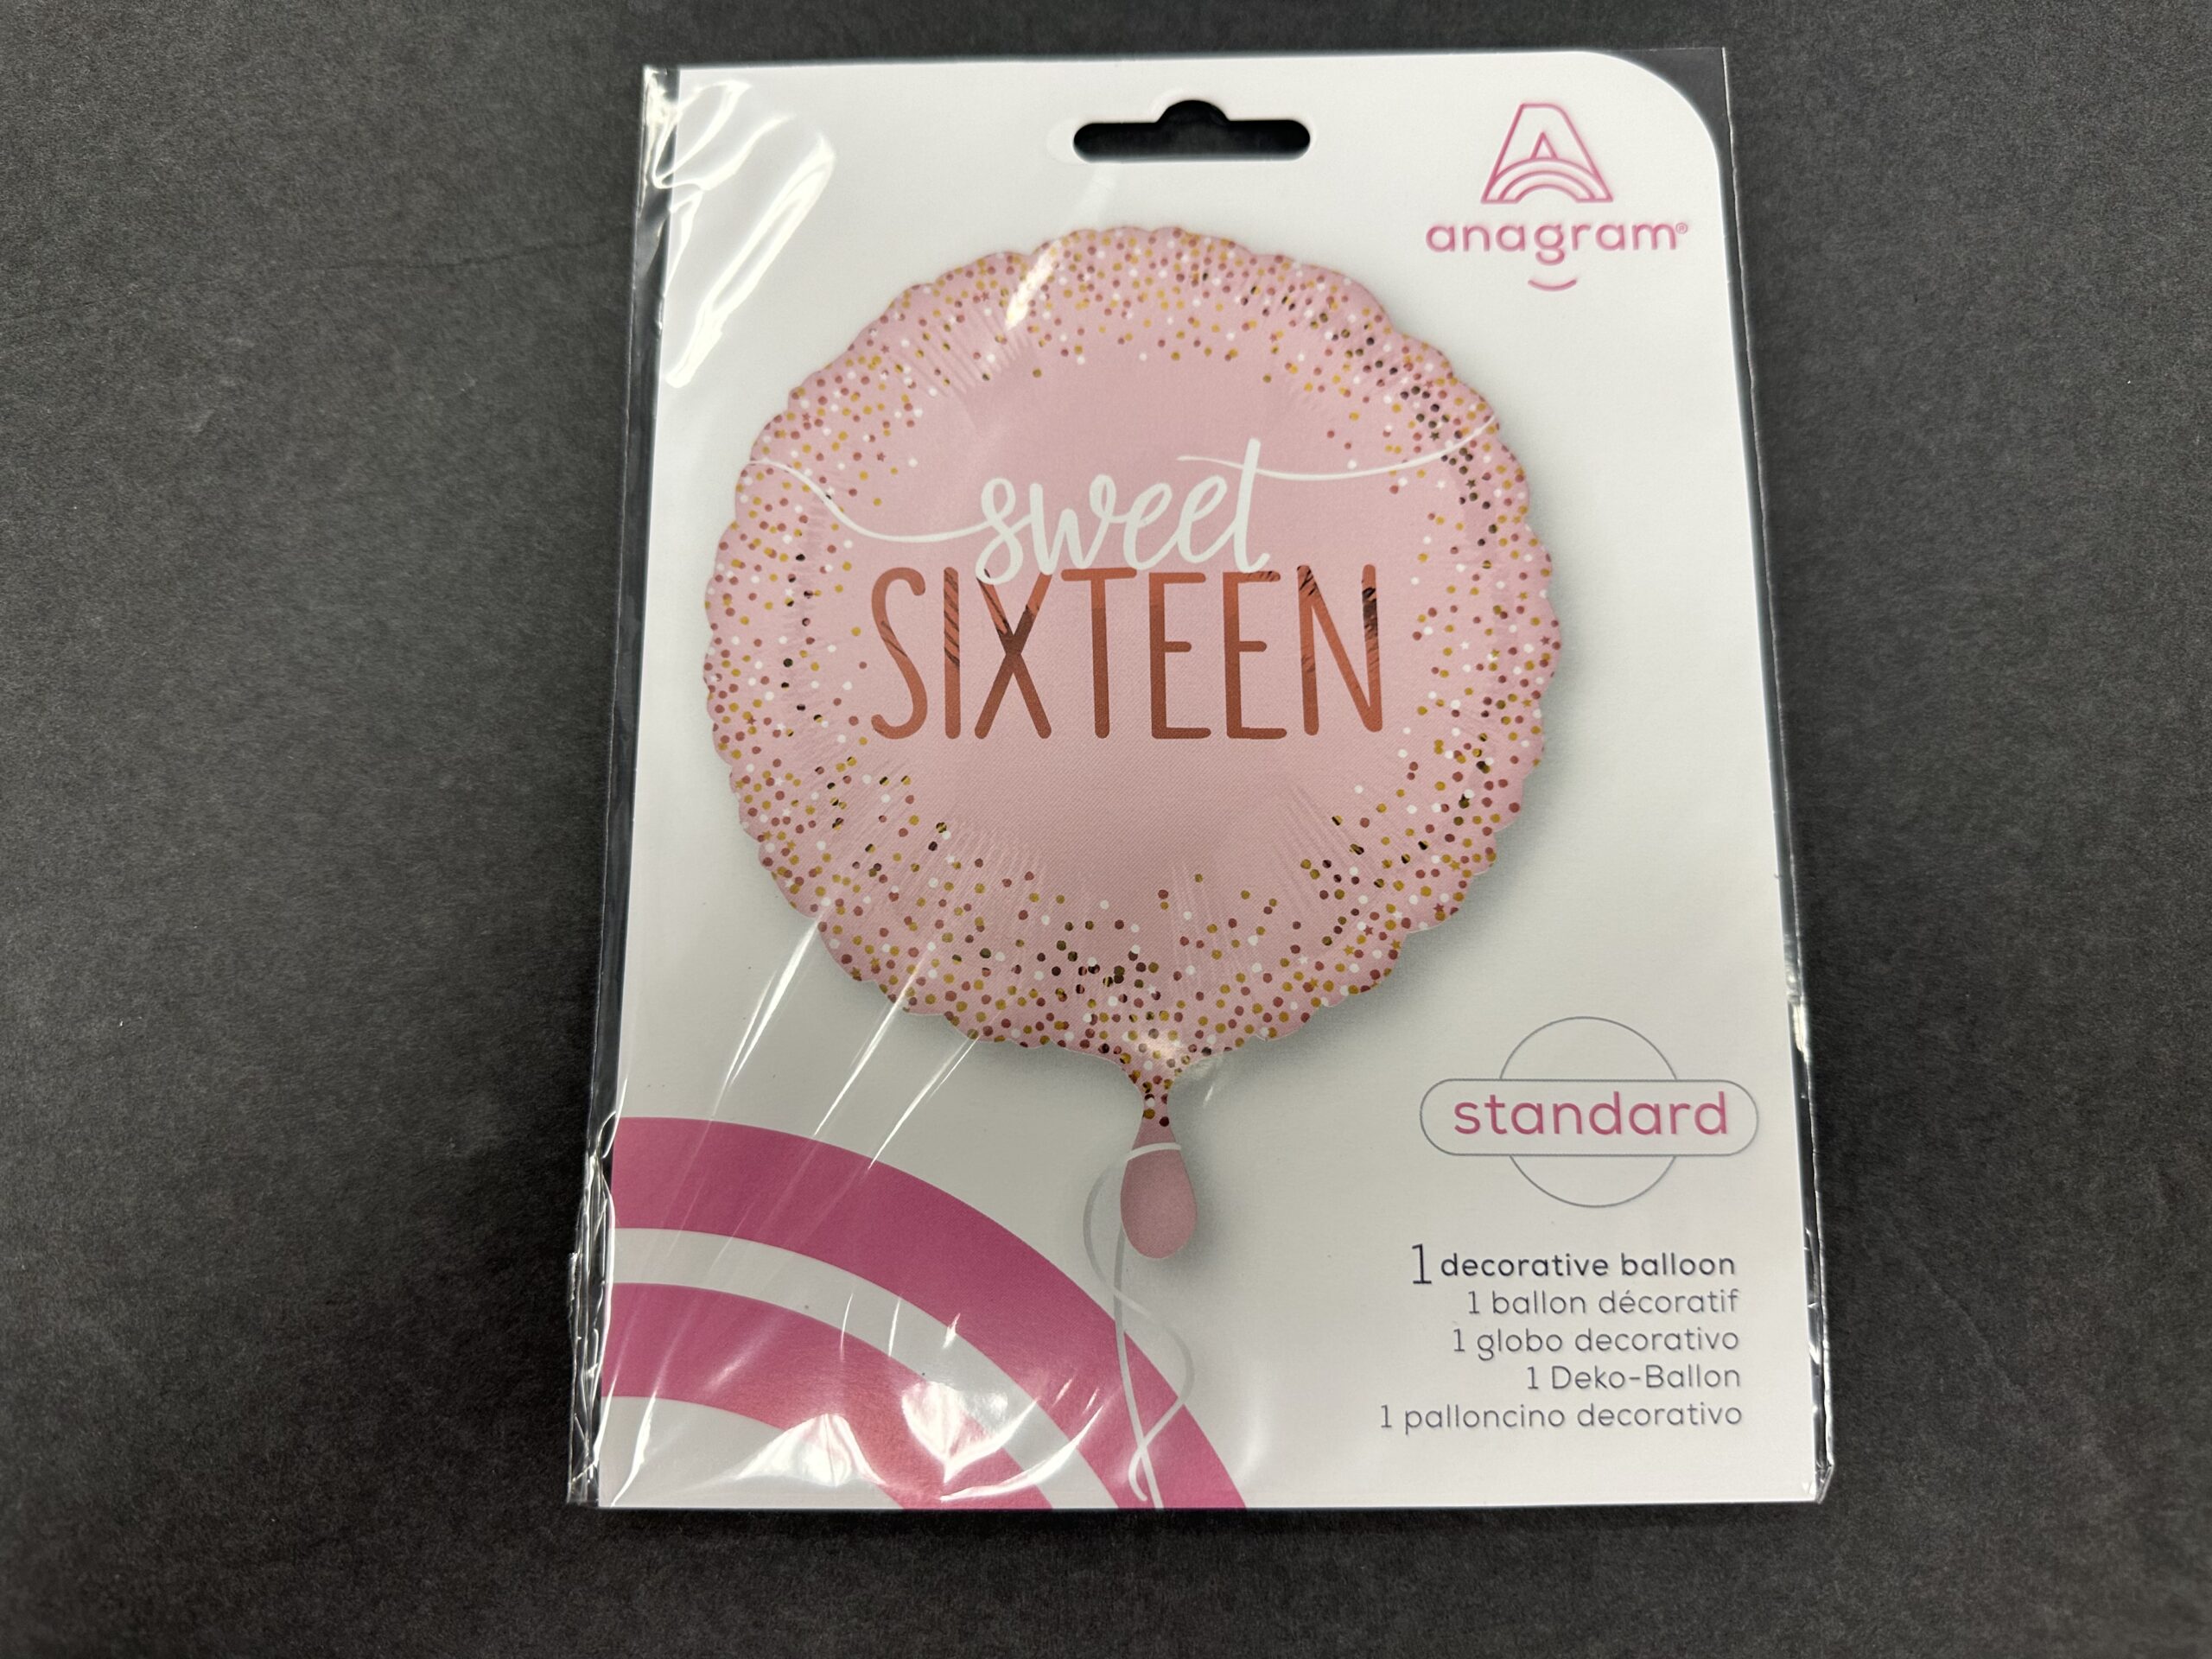 anagram®
sweet
SIXTEEN
standard
1 decorative balloon
1 ballon décoratif
1 globo decorativo
1 Deko-Ballon
1 palloncino decorativo